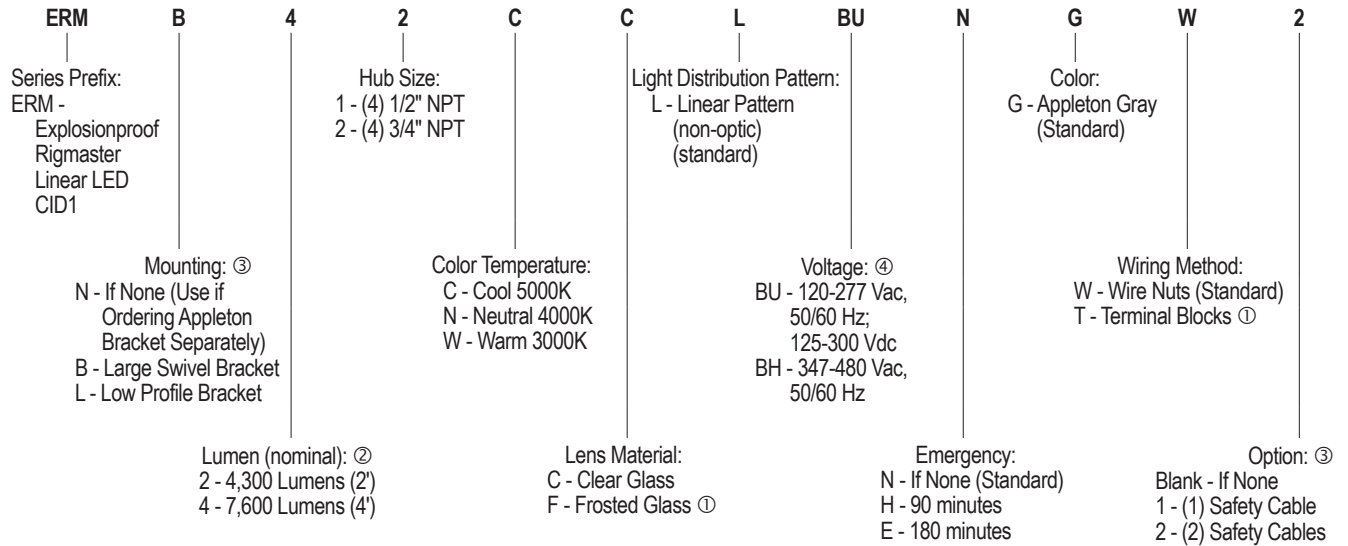 ERM B 4 2 C C L BU N G W 2
Series Prefix:
ERM -
Explosionproof
Rigmaster
Linear LED
CID1
Hub Size:
1 - (4) 1/2" NPT
2 - (4) 3/4" NPT
Light Distribution Pattern:
L - Linear Pattern
(non-optic)
(standard)
Color:
G - Appleton Gray
(Standard)
Mounting: ③
N - If None (Use if
Ordering Appleton
Bracket Separately)
B - Large Swivel Bracket
L - Low Profile Bracket
Color Temperature:
C - Cool 5000K
N - Neutral 4000K
W - Warm 3000K
Voltage: ④
BU - 120-277 Vac,
50/60 Hz;
125-300 Vdc
BH - 347-480 Vac,
50/60 Hz
Wiring Method:
W - Wire Nuts (Standard)
T - Terminal Blocks ①
Lumen (nominal): ②
2 - 4,300 Lumens (2')
4 - 7,600 Lumens (4')
Lens Material:
C - Clear Glass
F - Frosted Glass ①
Emergency:
N - If None (Standard)
H - 90 minutes
E - 180 minutes
Option: ③
Blank - If None
1 - (1) Safety Cable
2 - (2) Safety Cables